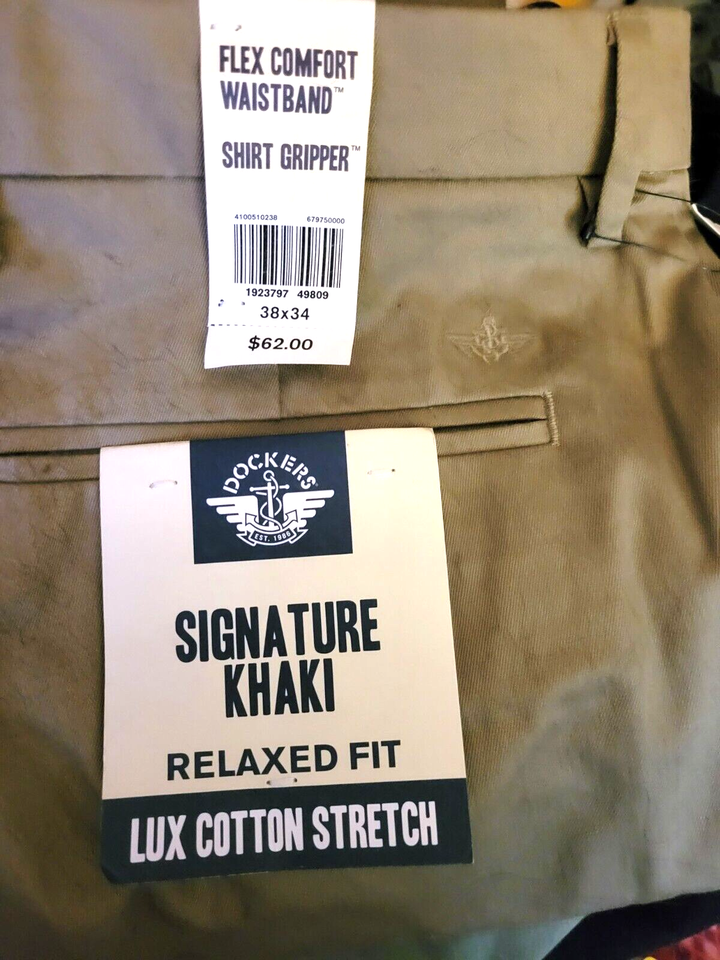 FLEX COMFORT
WAISTBAND™
SHIRT GRIPPER™
4100510238 679750000
1923797 49809
38x34
$62.00
DOCKERS®
EST. 1986
SIGNATURE
KHAKI
RELAXED FIT
LUX COTTON STRETCH